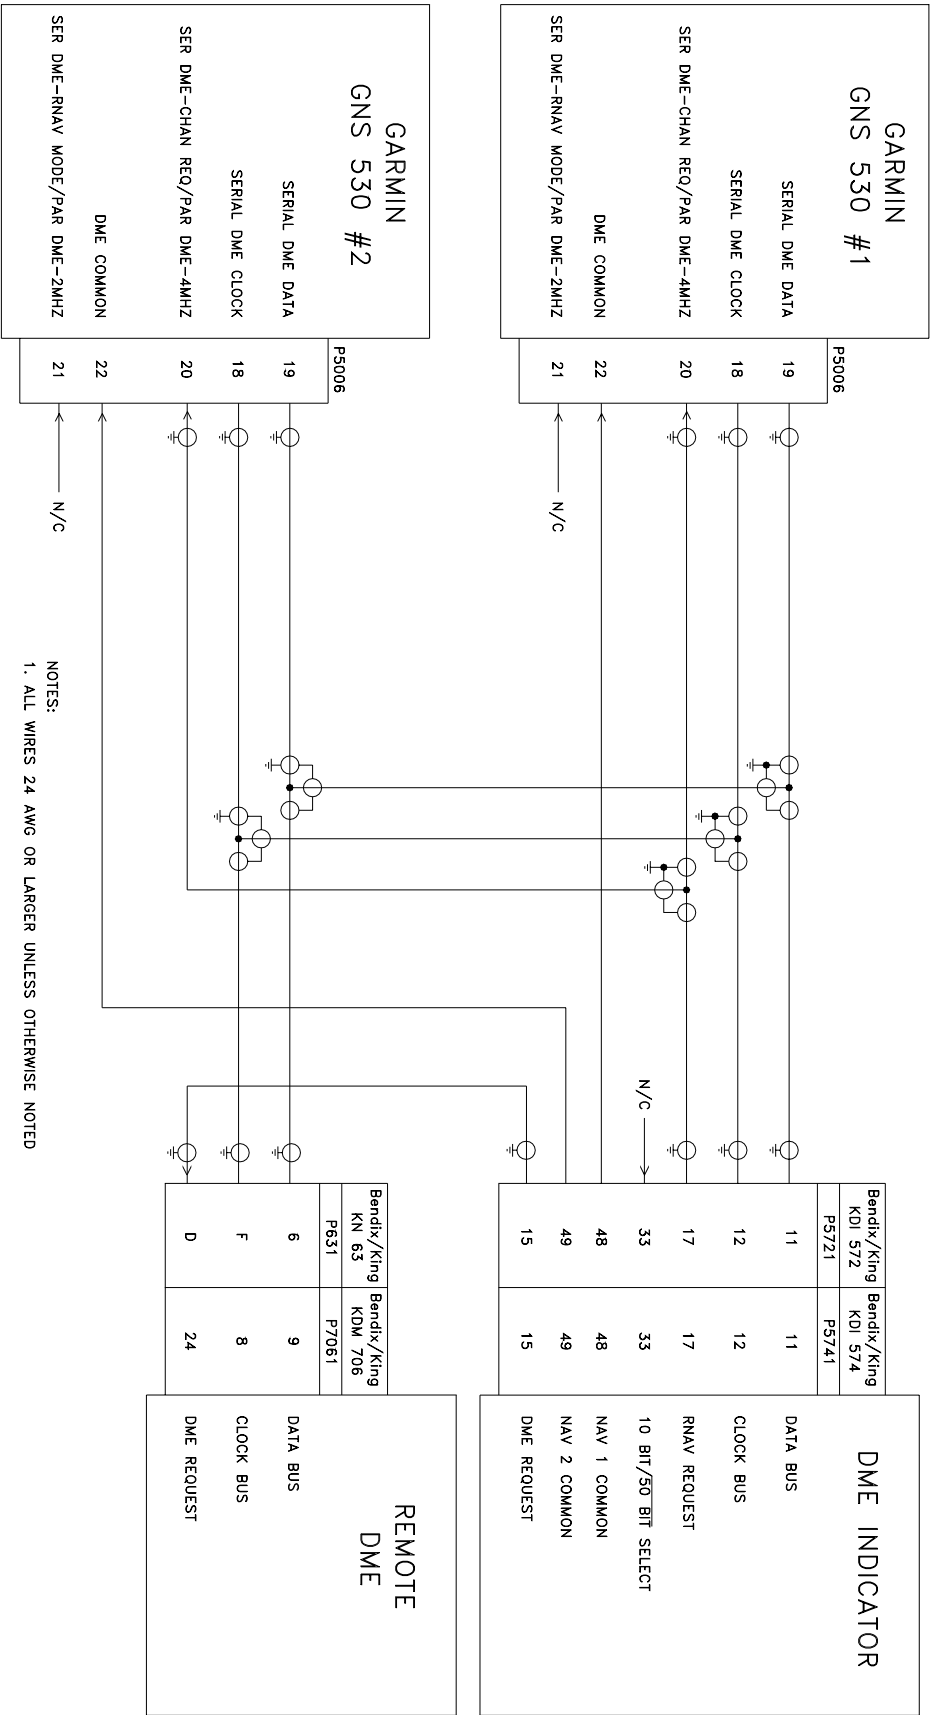 GARMIN
GNS 530 #1
SERIAL DME DATA
SERIAL DME CLOCK
SER DME-CHAN REQ/PAR DME-4MHZ
DME COMMON
SER DME-RNAV MODE/PAR DME-2MHZ
P5006
19
18
20
22
21
N/C
N/C
Bendix/King
KDI 572
Bendix/King
KDI 574
P5721
P5741
11
11
12
12
17
17
33
33
48
48
49
49
15
15
DME INDICATOR
DATA BUS
CLOCK BUS
RNAV REQUEST
10 BIT/50 BIT SELECT
NAV 1 COMMON
NAV 2 COMMON
DME REQUEST
GARMIN
GNS 530 #2
SERIAL DME DATA
SERIAL DME CLOCK
SER DME-CHAN REQ/PAR DME-4MHZ
DME COMMON
SER DME-RNAV MODE/PAR DME-2MHZ
P5006
19
18
20
22
21
N/C
Bendix/King
KN 63
Bendix/King
KDM 706
P631
P7061
6
9
F
8
D
24
REMOTE
DME
DATA BUS
CLOCK BUS
DME REQUEST
NOTES:
1. ALL WIRES 24 AWG OR LARGER UNLESS OTHERWISE NOTED